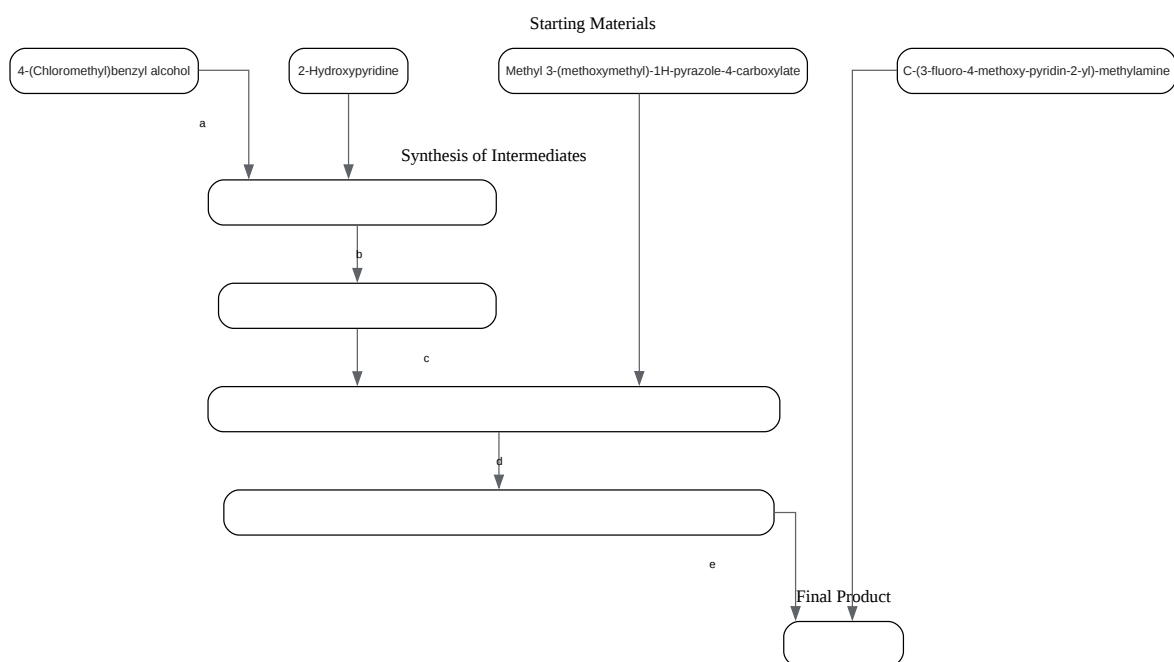 Starting Materials
4-(Chloromethyl)benzyl alcohol
2-Hydroxypyridine
Methyl 3-(methoxymethyl)-1H-pyrazole-4-carboxylate
C-(3-fluoro-4-methoxy-pyridin-2-yl)-methylamine
a
Synthesis of Intermediates
b
c
d
e
Final Product